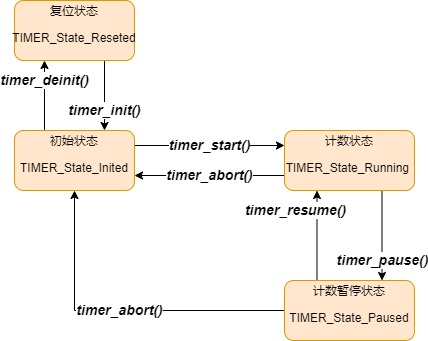 复位状态
TIMER_State_Reseted
timer_deinit()
timer_init()
初始状态
TIMER_State_Inited
timer_start()
timer_abort()
计数状态
TIMER_State_Running
timer_resume()
timer_pause()
timer_abort()
计数暂停状态
TIMER_State_Paused